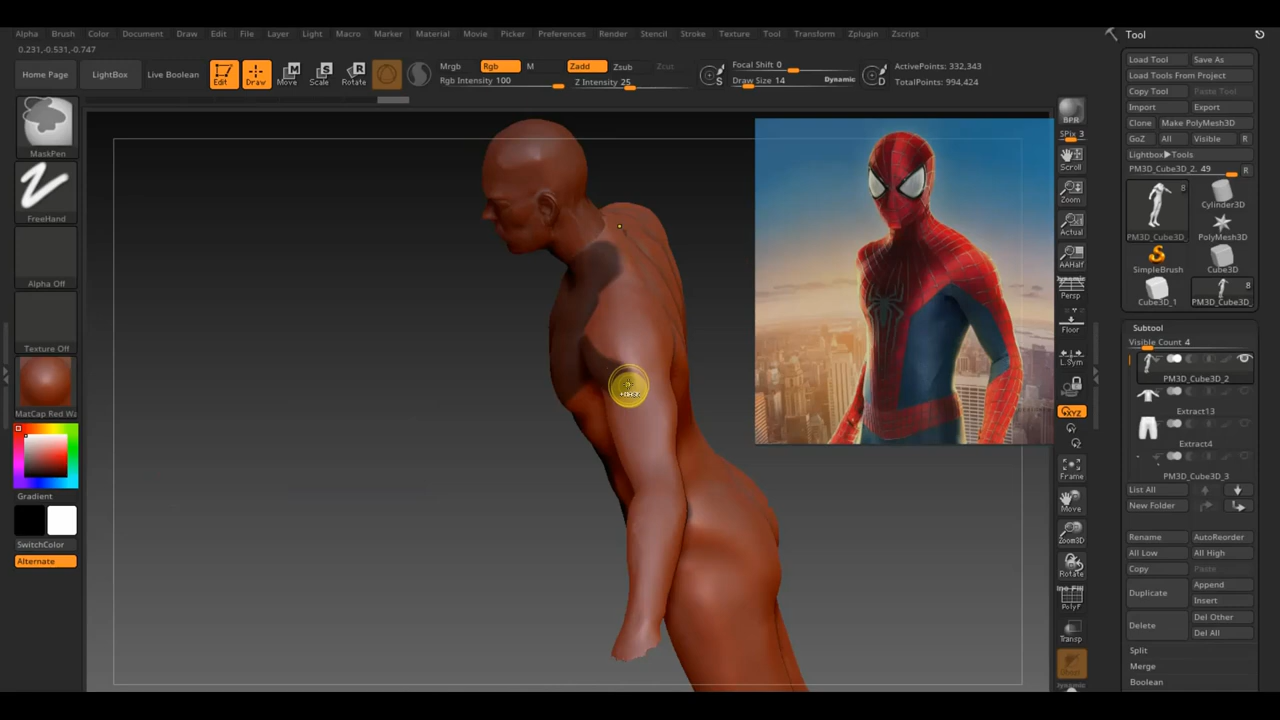 Alpha Brush Color Document Draw Edit File Layer Light Macro Marker Material Movie Picker Preferences Render Stencil Stroke Texture Tool Transform Zplugin Zscript
0.231,-0.531,-0.747
Home Page
LightBox
Live Boolean
Edit
Draw
Move
Scale
Rotate
Mrgb Rgb M
Rgb Intensity 100
Zadd Zsub Zcut
Z Intensity 25
S
Focal Shift 0
Draw Size 14 Dynamic
D
ActivePoints: 332,343
TotalPoints: 994,424
MaskPen
FreeHand
Alpha Off
Texture Off
MatCap Red Wa
Gradient
SwitchColor
Alternate
BPR
SPix 3
Scroll
Zoom
Actual
AAHalf
Dynamic
Persp
Floor
L.Sym
XYZ
Frame
Move
Zoom3D
Rotate
PolyF
Transp
Dynamic
Tool
Load Tool Save As
Load Tools From Project
Copy Tool Paste Tool
Import Export
Clone Make PolyMesh3D
GoZ All Visible R
Lightbox▶Tools
PM3D_Cube3D_2. 49 R
8
PM3D_Cube3D_
Cylinder3D
PolyMesh3D
SimpleBrush
Cube3D
Cube3D_1
8
PM3D_Cube3D_
Subtool
Visible Count 4
PM3D_Cube3D_2
Extract13
Extract4
PM3D_Cube3D_3
List All
New Folder
Rename AutoReorder
All Low All High
Copy Paste
Duplicate Append
Insert
Delete Del Other
Del All
Split
Merge
Boolean